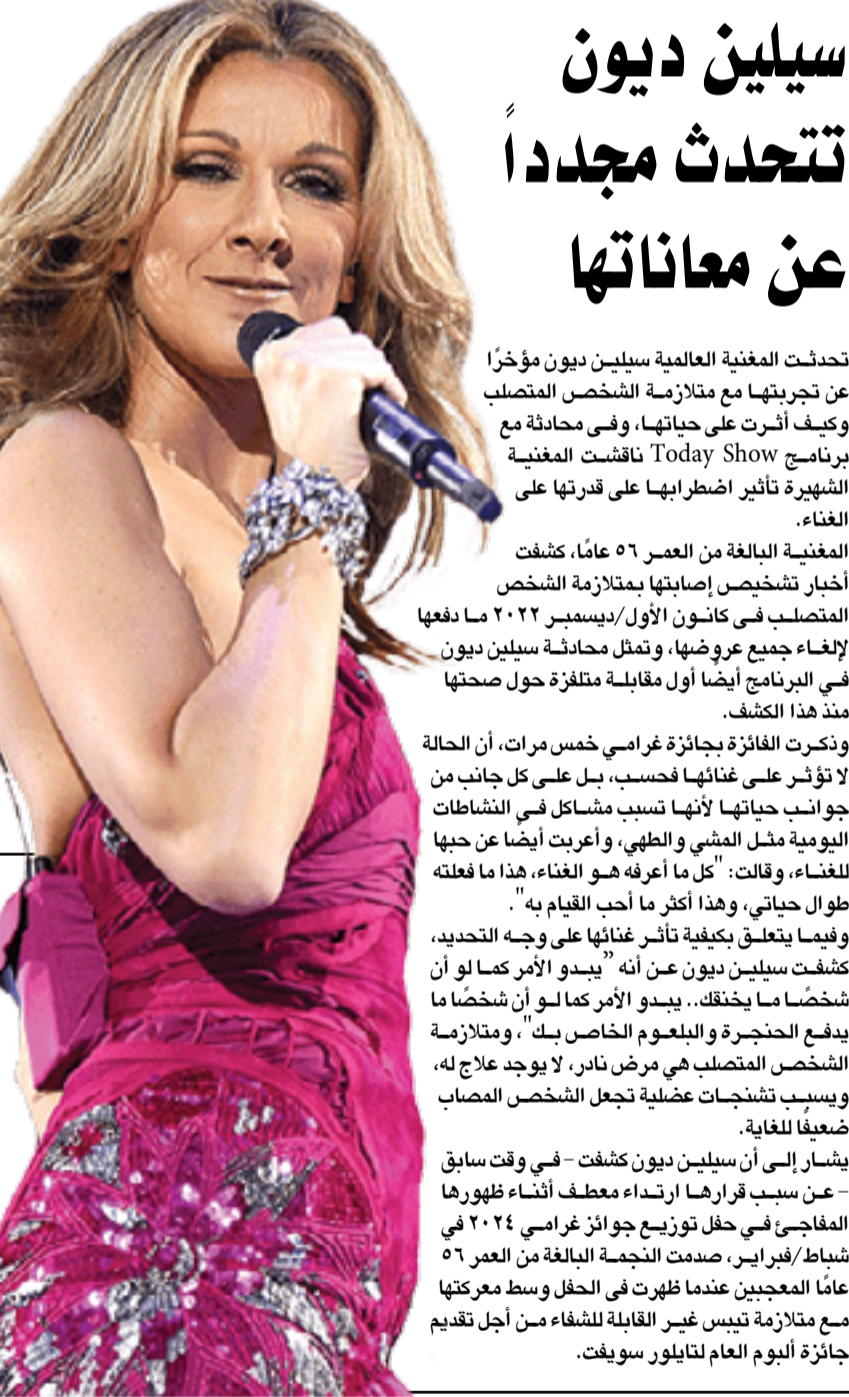 سيلين ديون
تتحدث مجدداً
عن معاناتها
تحدثت المغنية العالمية سيلين ديون مؤخرًا
عن تجربتها مع متلازمة الشخص المتصلب
وكيف أثرت على حياتها، وفى محادثة مع
برنامج Today Show ناقشت المغنية
الشهيرة تأثير اضطرابها على قدرتها على
الغناء.
المغنية البالغة من العمر ٥٦ عامًا، كشفت
أخبار تشخيص إصابتها بمتلازمة الشخص
المتصلب فى كانون الأول/ديسمبر ٢٠٢٢ ما دفعها
لإلغاء جميع عروضها، وتمثل محادثة سيلين ديون
في البرنامج أيضًا أول مقابلة متلفزة حول صحتها
منذ هذا الكشف.
وذكرت الفائزة بجائزة غرامي خمس مرات، أن الحالة
لا تؤثر على غنائها فحسب، بل على كل جانب من
جوانب حياتها لأنها تسبب مشاكل في النشاطات
اليومية مثل المشي والطهي، وأعربت أيضًا عن حبها
للغناء، وقالت: "كل ما أعرفه هو الغناء، هذا ما فعلته
طوال حياتي، وهذا أكثر ما أحب القيام به".
وفيما يتعلق بكيفية تأثر غنائها على وجه التحديد،
كشفت سيلين ديون عن أنه ”يبدو الأمر كما لو أن
شخصًا ما يخنقك.. يبدو الأمر كما لو أن شخصًا ما
يدفع الحنجرة والبلعوم الخاص بك"، ومتلازمة
الشخص المتصلب هي مرض نادر، لا يوجد علاج له،
ويسبب تشنجات عضلية تجعل الشخص المصاب
ضعيفًا للغاية.
يشار إلى أن سيلين ديون كشفت – في وقت سابق
– عن سبب قرارها ارتداء معطف أثناء ظهورها
المفاجئ في حفل توزيع جوائز غرامي ٢٠٢٤ في
شباط/فبراير، صدمت النجمة البالغة من العمر ٥٦
عامًا المعجبين عندما ظهرت فى الحفل وسط معركتها
مع متلازمة تيبس غير القابلة للشفاء من أجل تقديم
جائزة ألبوم العام لتايلور سويفت.